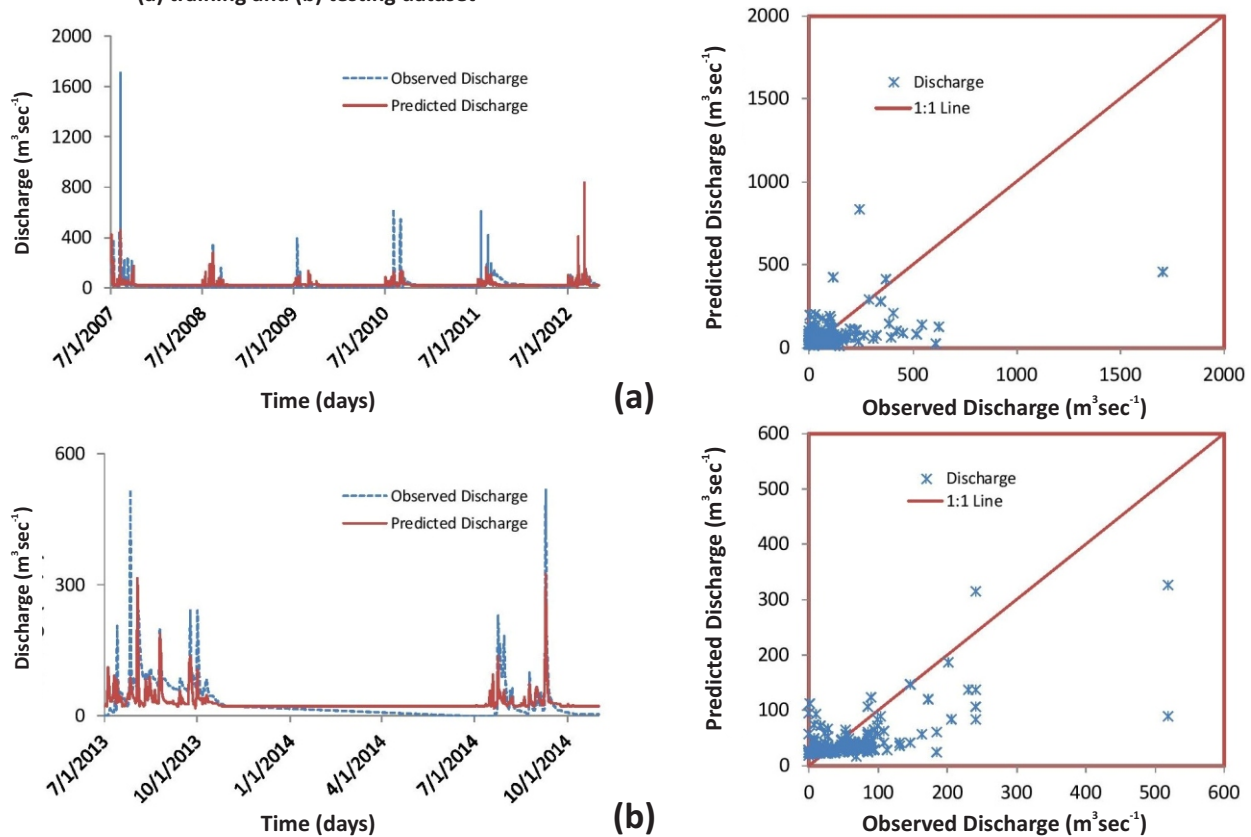 (a) training and (b) testing dataset
2000
1600
1200
800
400
0
Discharge (m³sec⁻¹)
Observed Discharge
Predicted Discharge
7/1/2007
7/1/2008
7/1/2009
7/1/2010
7/1/2011
7/1/2012
Time (days)
(a)
2000
1500
1000
500
0
Predicted Discharge (m³sec⁻¹)
Discharge
1:1 Line
0
500
1000
1500
2000
Observed Discharge (m³sec⁻¹)
600
300
0
Discharge (m³sec⁻¹)
Observed Discharge
Predicted Discharge
7/1/2013
10/1/2013
1/1/2014
4/1/2014
7/1/2014
10/1/2014
Time (days)
(b)
600
500
400
300
200
100
0
Predicted Discharge (m³sec⁻¹)
Discharge
1:1 Line
0
100
200
300
400
500
600
Observed Discharge (m³sec⁻¹)